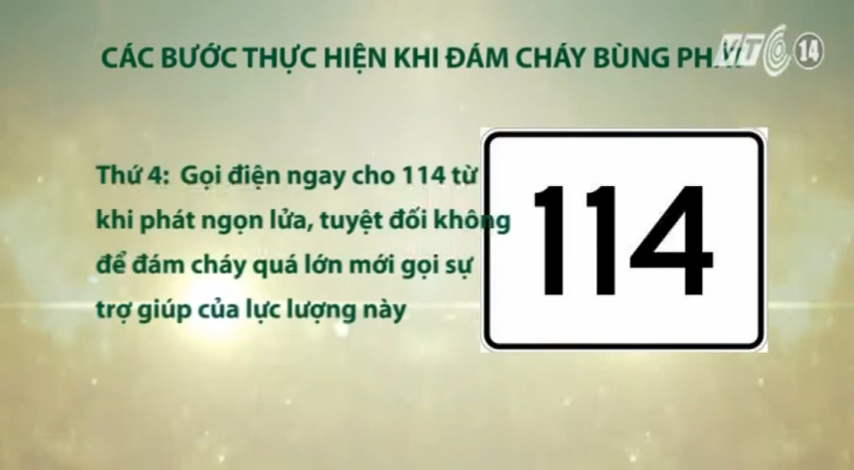 CÁC BƯỚC THỰC HIỆN KHI ĐÁM CHÁY BÙNG PHÁT
VTC 14
Thứ 4: Gọi điện ngay cho 114 từ
khi phát ngọn lửa, tuyệt đối không
để đám cháy quá lớn mới gọi sự
trợ giúp của lực lượng này
114